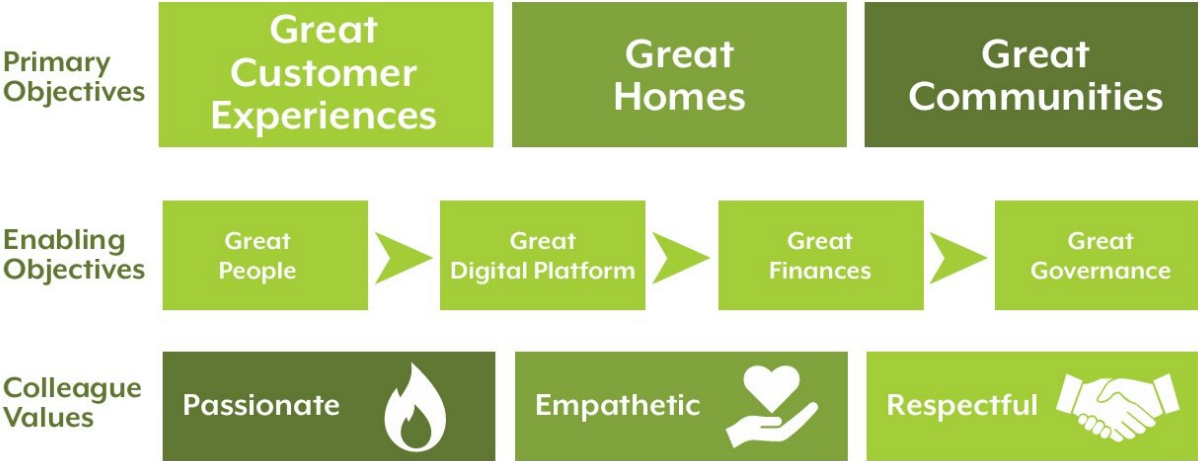 Primary
Objectives
Great
Customer
Experiences
Great
Homes
Great
Communities
Enabling
Objectives
Great
People
Great
Digital Platform
Great
Finances
Great
Governance
Colleague
Values
Passionate
Empathetic
Respectful